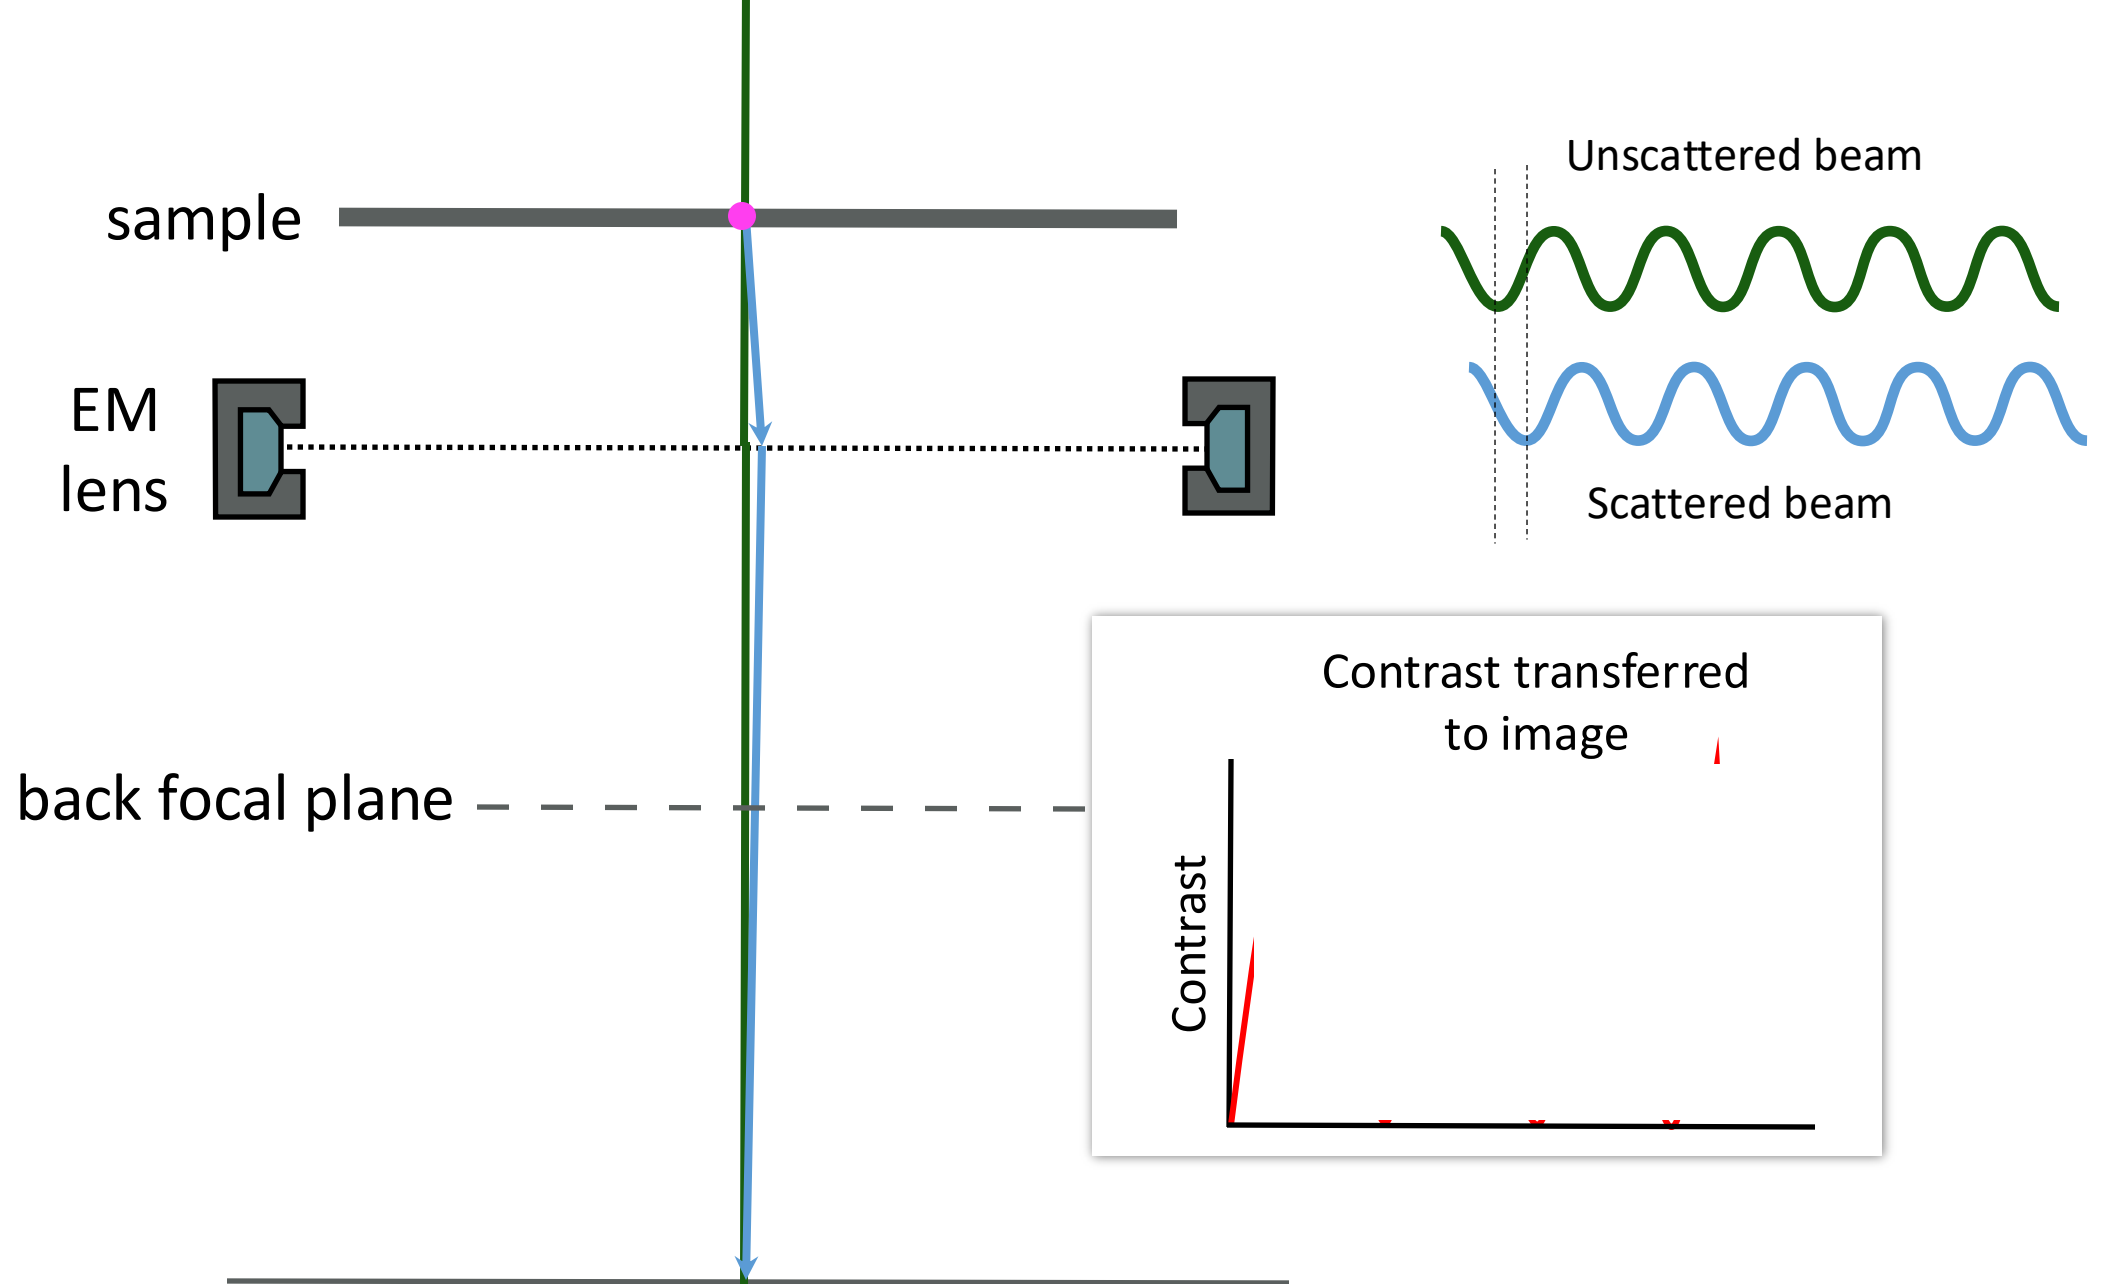 sample
Unscattered beam
EM
lens
Scattered beam
Contrast transferred
to image
back focal plane
Contrast